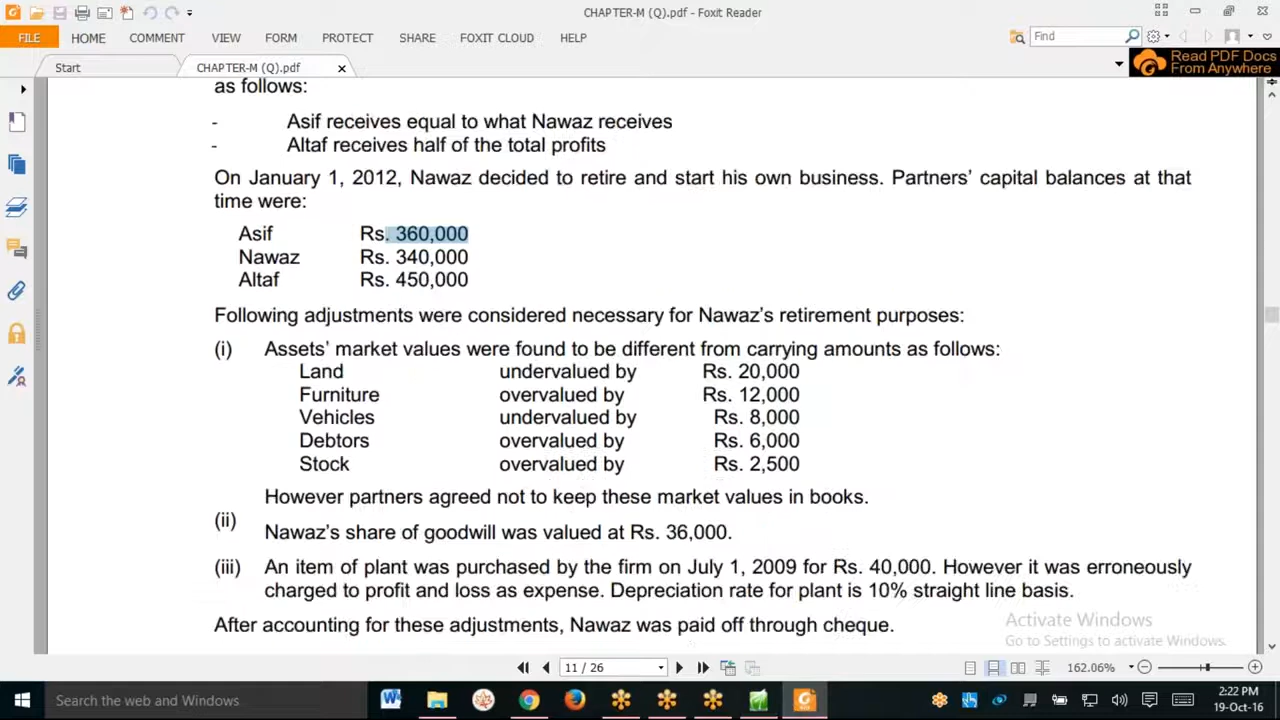 CHAPTER-M (Q).pdf - Foxit Reader
FILE HOME COMMENT VIEW FORM PROTECT SHARE FOXIT CLOUD HELP
Find
Start
CHAPTER-M (Q).pdf
Read PDF Docs
From Anywhere
as follows:
- Asif receives equal to what Nawaz receives
- Altaf receives half of the total profits
On January 1, 2012, Nawaz decided to retire and start his own business. Partners' capital balances at that
time were:
Asif Rs. 360,000
Nawaz Rs. 340,000
Altaf Rs. 450,000
Following adjustments were considered necessary for Nawaz's retirement purposes:
(i) Assets' market values were found to be different from carrying amounts as follows:
Land undervalued by Rs. 20,000
Furniture overvalued by Rs. 12,000
Vehicles undervalued by Rs. 8,000
Debtors overvalued by Rs. 6,000
Stock overvalued by Rs. 2,500
However partners agreed not to keep these market values in books.
(ii)
Nawaz's share of goodwill was valued at Rs. 36,000.
(iii) An item of plant was purchased by the firm on July 1, 2009 for Rs. 40,000. However it was erroneously
charged to profit and loss as expense. Depreciation rate for plant is 10% straight line basis.
After accounting for these adjustments, Nawaz was paid off through cheque.
Activate Windows
Go to Settings to activate Windows.
11 / 26
162.06%
Search the web and Windows
2:22 PM
19-Oct-16